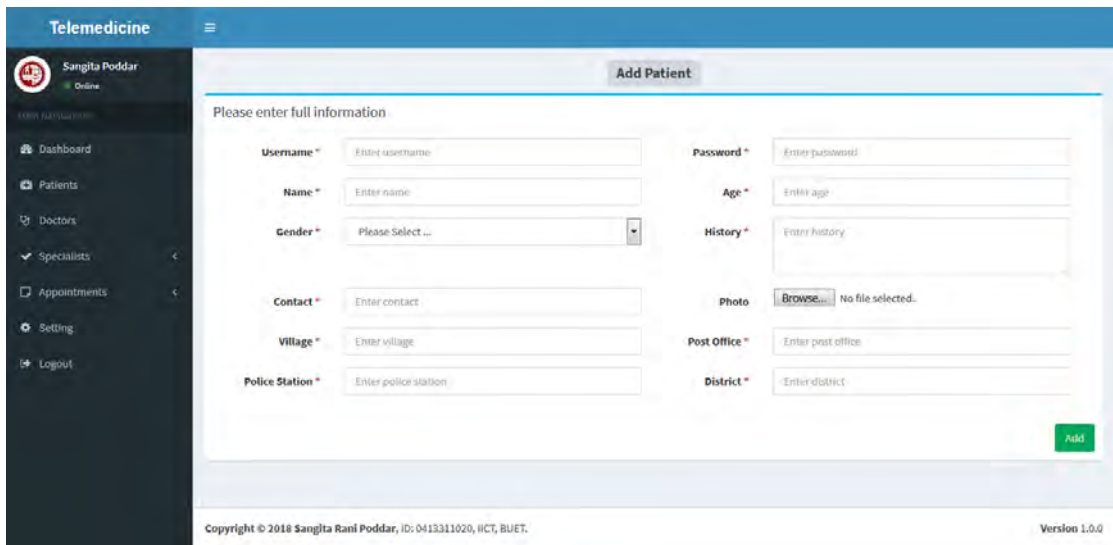 Telemedicine
Sangita Poddar
Online
Dashboard
Patients
Doctors
Specialists
Appointments
Setting
Logout
Add Patient
Please enter full information
Username * Enter username Password * Enter password
Name * Enter name Age * Enter age
Gender * Please Select ... History * Enter history
Contact * Enter contact Photo Browse... No file selected.
Village * Enter village Post Office * Enter post office
Police Station * Enter police station District * Enter district
Add
Copyright © 2018 Sangita Rani Poddar, ID: 0413311020, IICT, BUET. Version 1.0.0